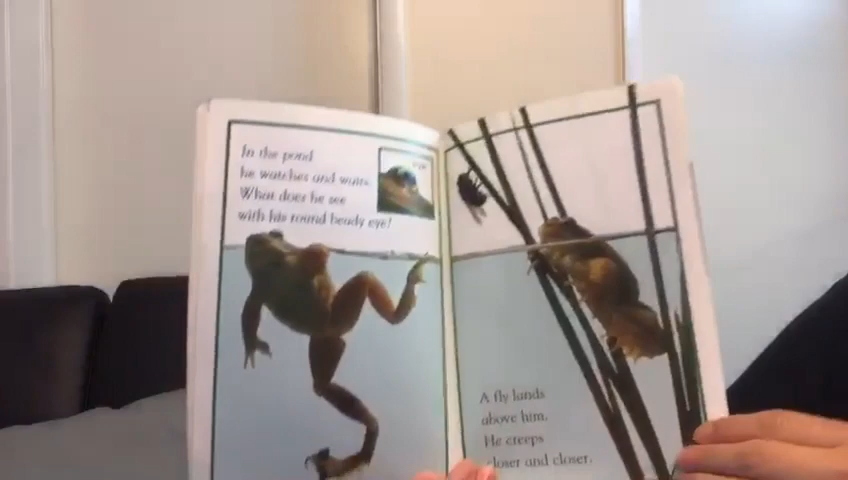 In the pond
he watches and waits.
What does he see
with his round beady eye?
A fly lands
above him.
He creeps
closer and closer.